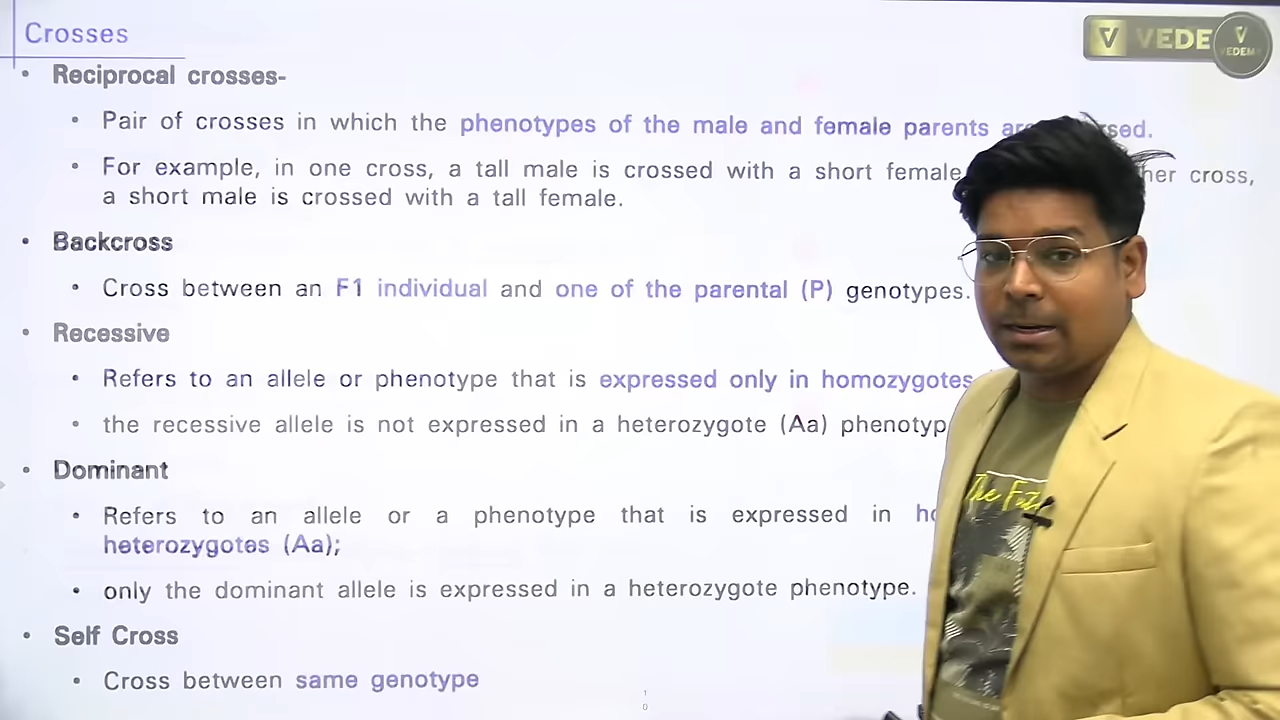 Crosses
VEDE
VEDEM
• Reciprocal crosses-
• Pair of crosses in which the phenotypes of the male and female parents
• For example, in one cross, a tall male is crossed with a short female cross,
a short male is crossed with a tall female.
• Backcross
• Cross between an F1 individual and one of the parental (P) genotypes.
• Recessive
• Refers to an allele or phenotype that is expressed only in homozygotes
• the recessive allele is not expressed in a heterozygote (Aa)
• Dominant
• Refers to an allele or a phenotype that is expressed in
heterozygotes (Aa);
• only the dominant allele is expressed in a heterozygote phenotype.
• Self Cross
• Cross between same genotype
The
1
0